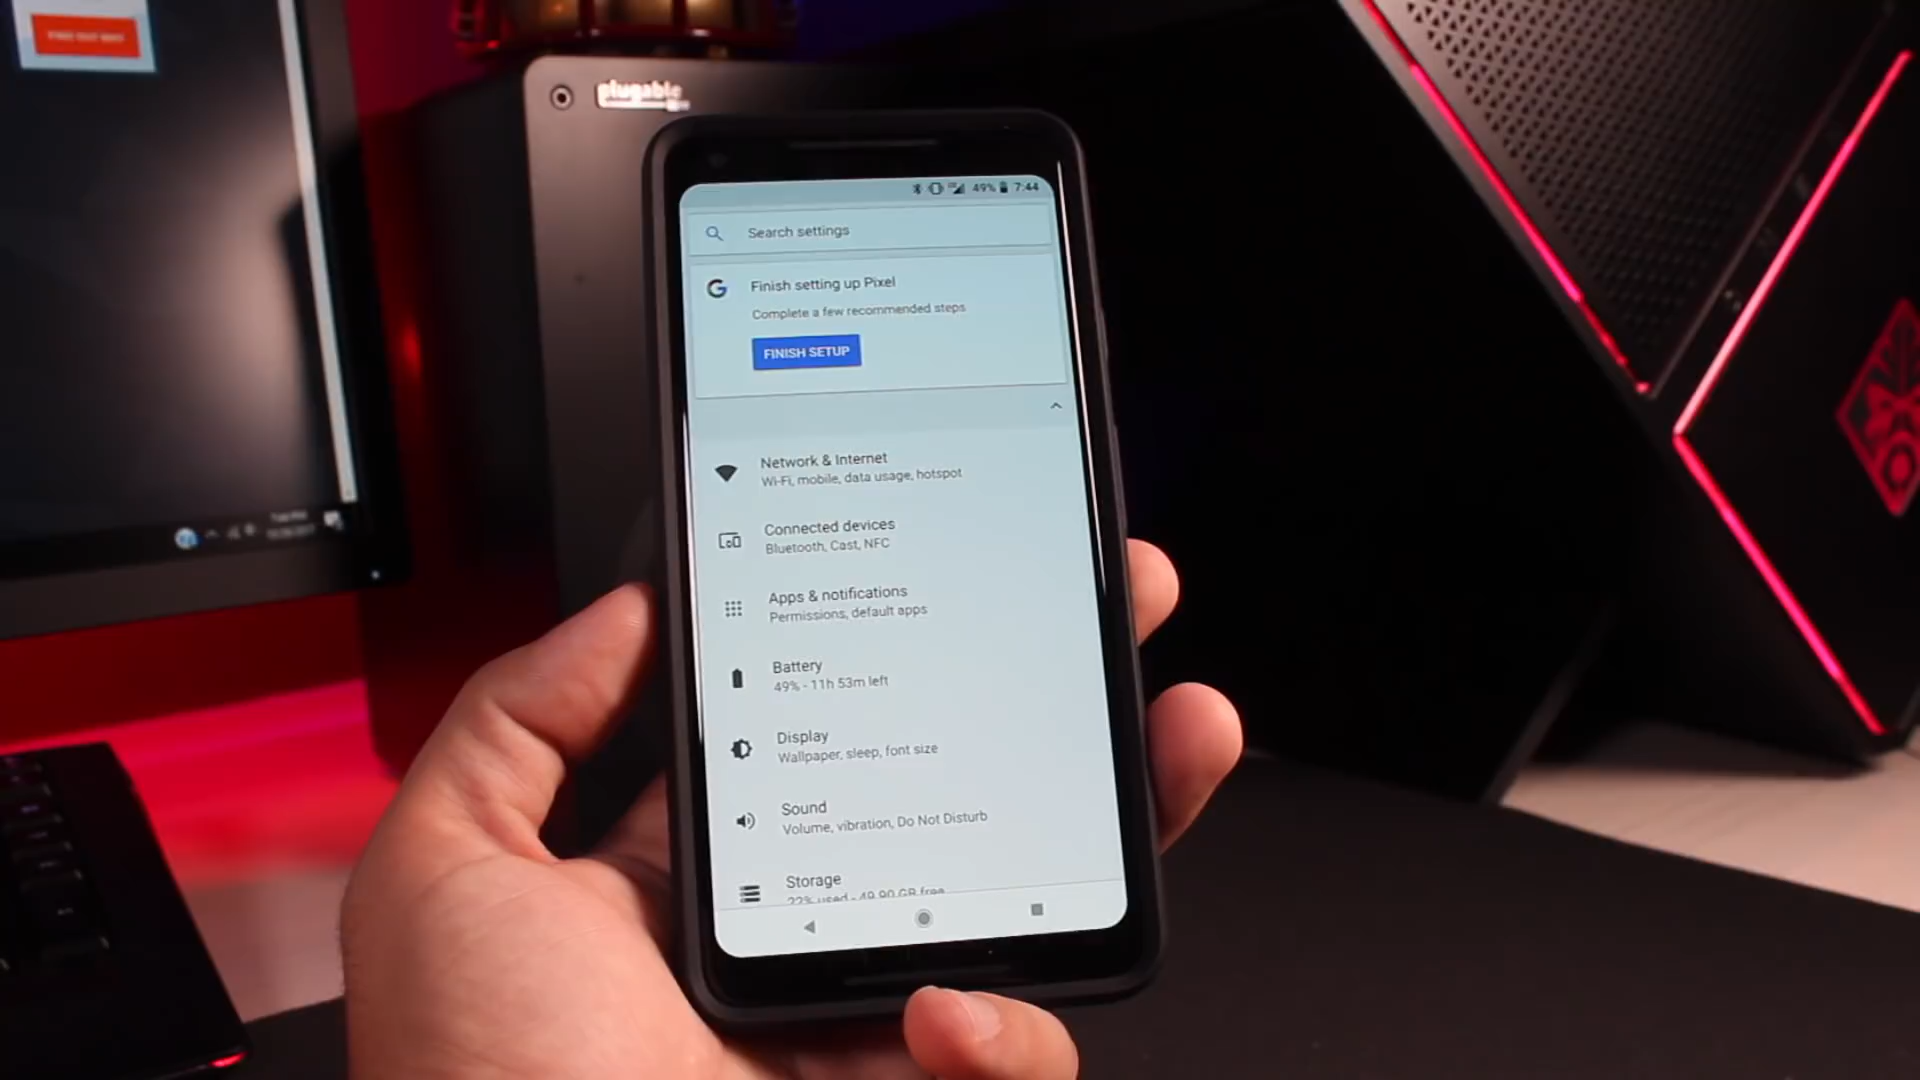 plugable
49% 7:44
Search settings
Finish setting up Pixel
Complete a few recommended steps
FINISH SETUP
Network & Internet
Wi-Fi, mobile, data usage, hotspot
Connected devices
Bluetooth, Cast, NFC
Apps & notifications
Permissions, default apps
Battery
49% - 11h 53m left
Display
Wallpaper, sleep, font size
Sound
Volume, vibration, Do Not Disturb
Storage
22% used - 49.90 GB free